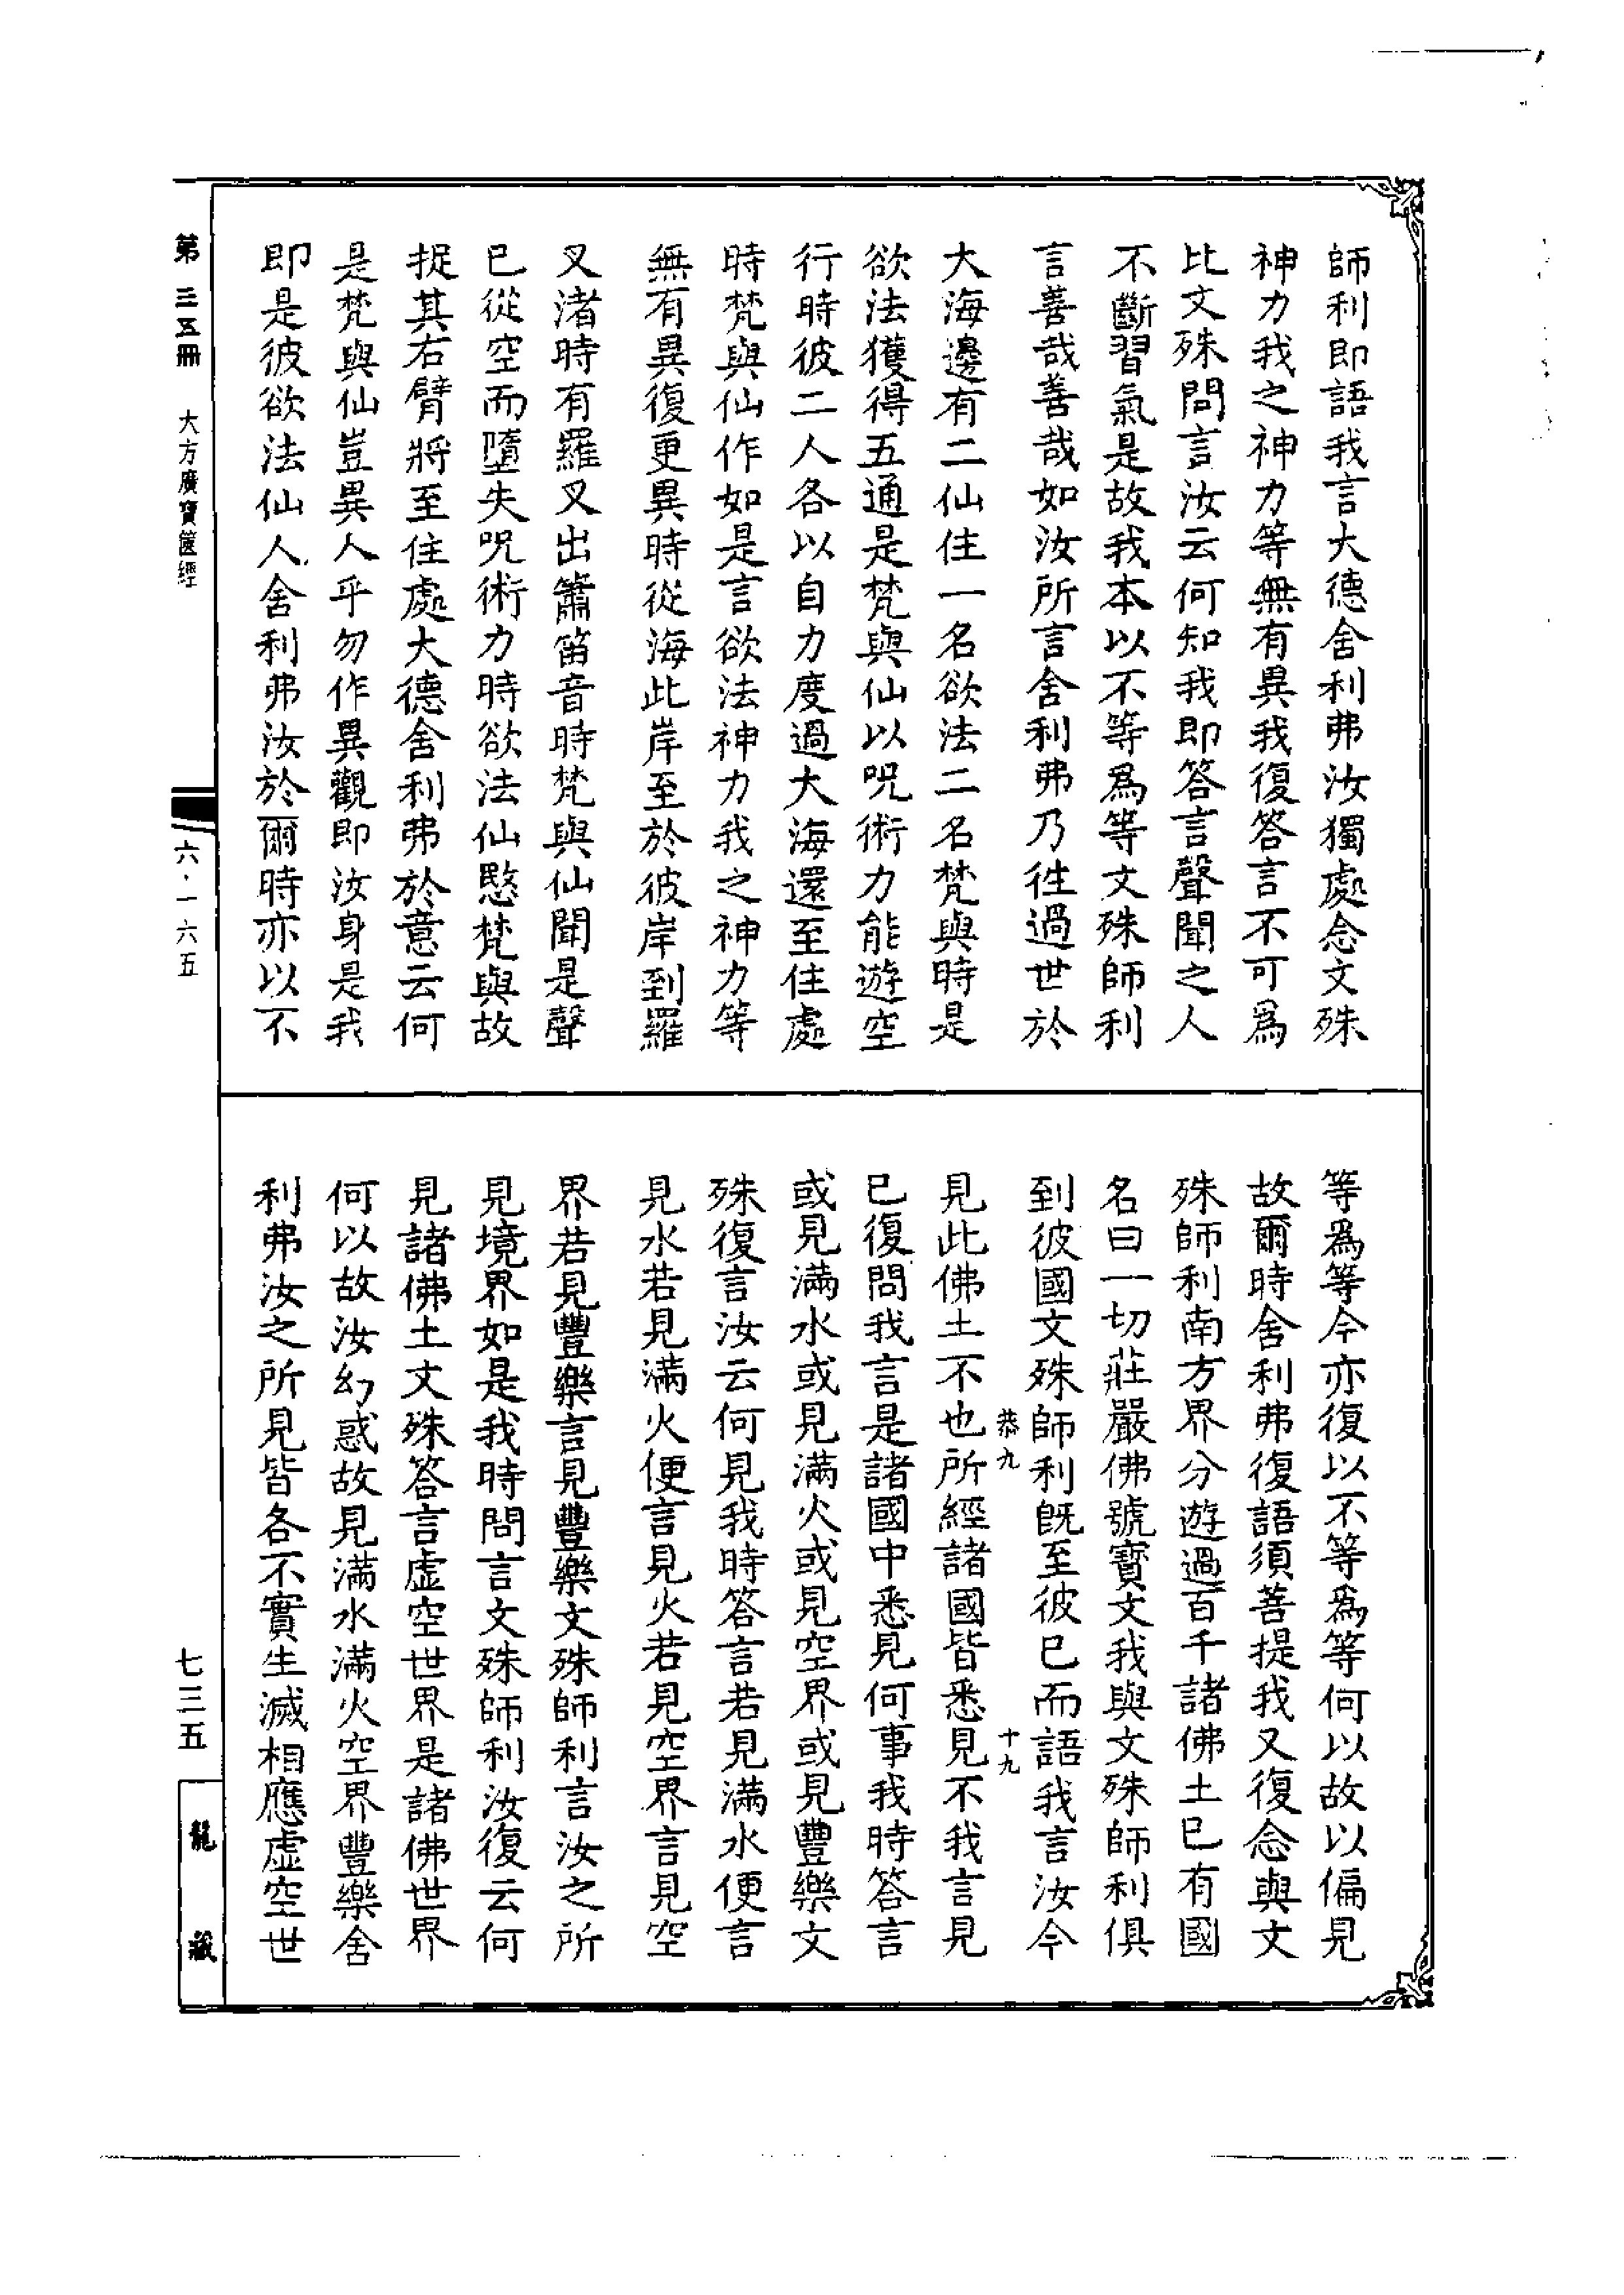 師利即語我言大德舍利弗汝獨處念文殊
神力我之神力等無有異我復答言不可爲
比文殊問言汝云何知我即答言聲聞之人
不斷習氣是故我本以不等爲等文殊師利
言善哉善哉如汝所言舍利弗乃徃過世於
大海邊有二仙住一名欲法二名梵與時是
欲法獲得五通是梵與仙以呪術力能遊空
行時彼二人各以自力度過大海還至住處
時梵與仙作如是言欲法神力我之神力等
無有異復更異時從海此岸至於彼岸到羅
叉渚時有羅叉出簫笛音時梵與仙聞是聲
已從空而墮失呪術力時欲法仙愍梵與故
捉其右臂將至住處大德舍利弗於意云何
是梵與仙豈異人乎勿作異觀即汝身是我
即是彼欲法仙人舍利弗汝於爾時亦以不
等爲等今亦復以不等爲等何以故以偏見
故爾時舍利弗復語須菩提我又復念與文
殊師利南方界分遊過百千諸佛土已有國
名曰一切莊嚴佛號寶文我與文殊師利俱
到彼國文殊師利旣至彼已而語我言汝今
恭九
十九
見此佛土不也所經諸國皆悉見不我言見
已復問我言是諸國中悉見何事我時答言
或見滿水或見滿火或見空界或見豐樂文
殊復言汝云何見我時答言若見滿水便言
見水若見滿火便言見火若見空界言見空
界若見豐樂言見豐樂文殊師利言汝之所
見境界如是我時問言文殊師利汝復云何
見諸佛土文殊答言虛空世界是諸佛世界
何以故汝幻惑故見滿水滿火空界豐樂舍
利弗汝之所見皆各不實生滅相應虛空世
第三五冊
大方廣寶篋經
六·一六五
七三五
龍藏